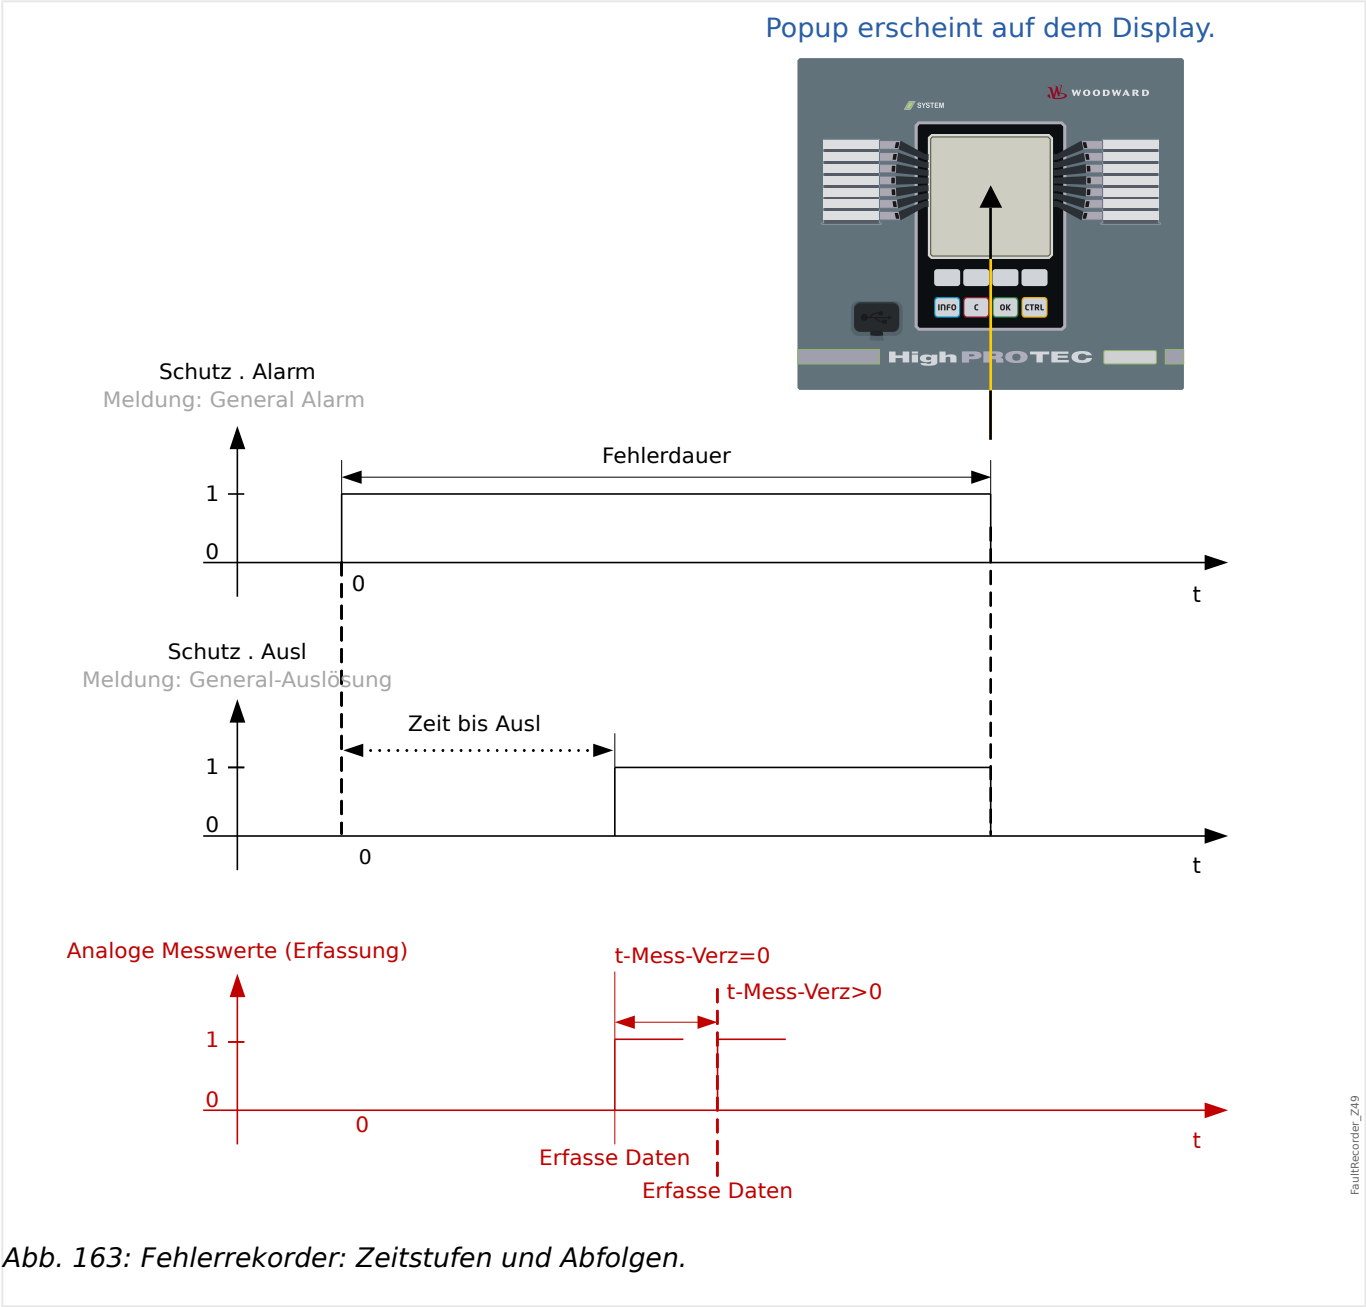 Popup erscheint auf dem Display.
WOODWARD
SYSTEM
INFO C OK CTRL
HighPROTEC
Schutz . Alarm
Meldung: General Alarm
Fehlerdauer
1
0
0
t
Schutz . Ausl
Meldung: General-Auslösung
Zeit bis Ausl
1
0
0
t
Analoge Messwerte (Erfassung)
t-Mess-Verz=0
t-Mess-Verz>0
1
0
0
t
Erfasse Daten
Erfasse Daten
FaultRecorder_Z49
Abb. 163: Fehlerrekorder: Zeitstufen und Abfolgen.